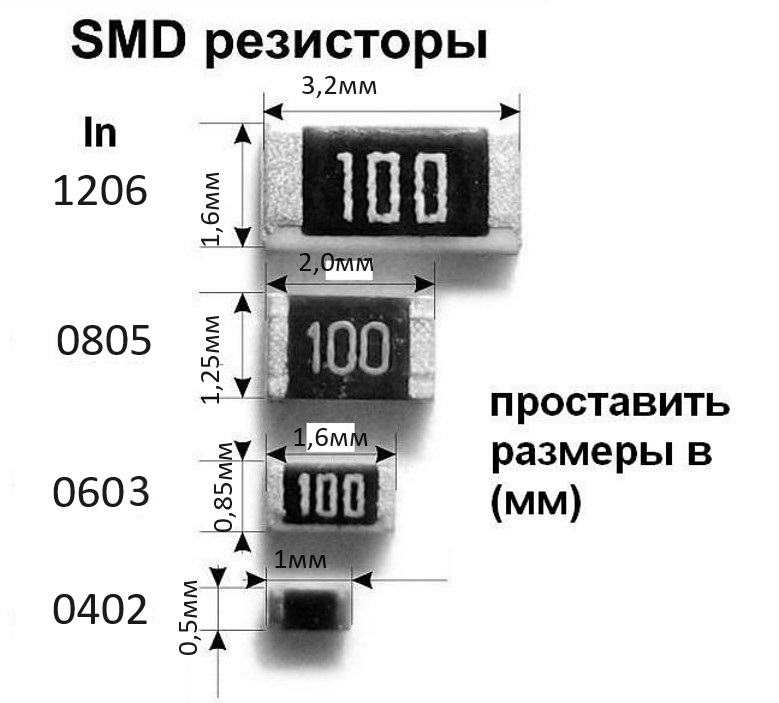 SMD резисторы
3,2мм
In
1206
1,6мм
100
2,0мм
0805
1,25мм
100
проставить
размеры в
(мм)
1,6мм
0603
0,85мм
100
1мм
0402
0,5мм